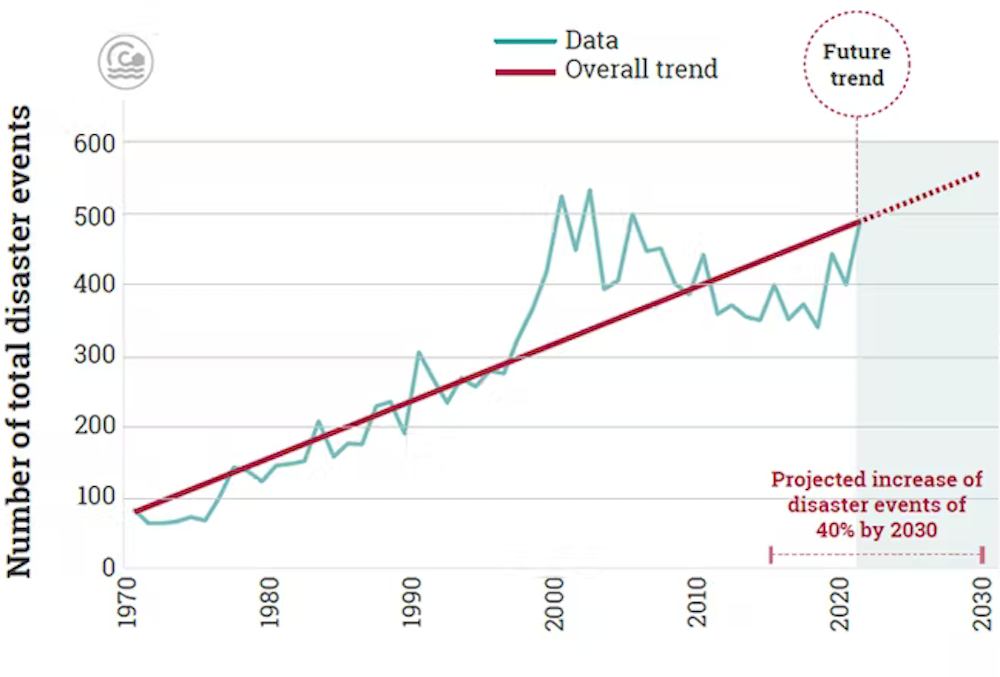 Data
Overall trend
Future
trend
Number of total disaster events
600
500
400
300
200
100
0
Projected increase of
disaster events of
40% by 2030
1970
1980
1990
2000
2010
2020
2030